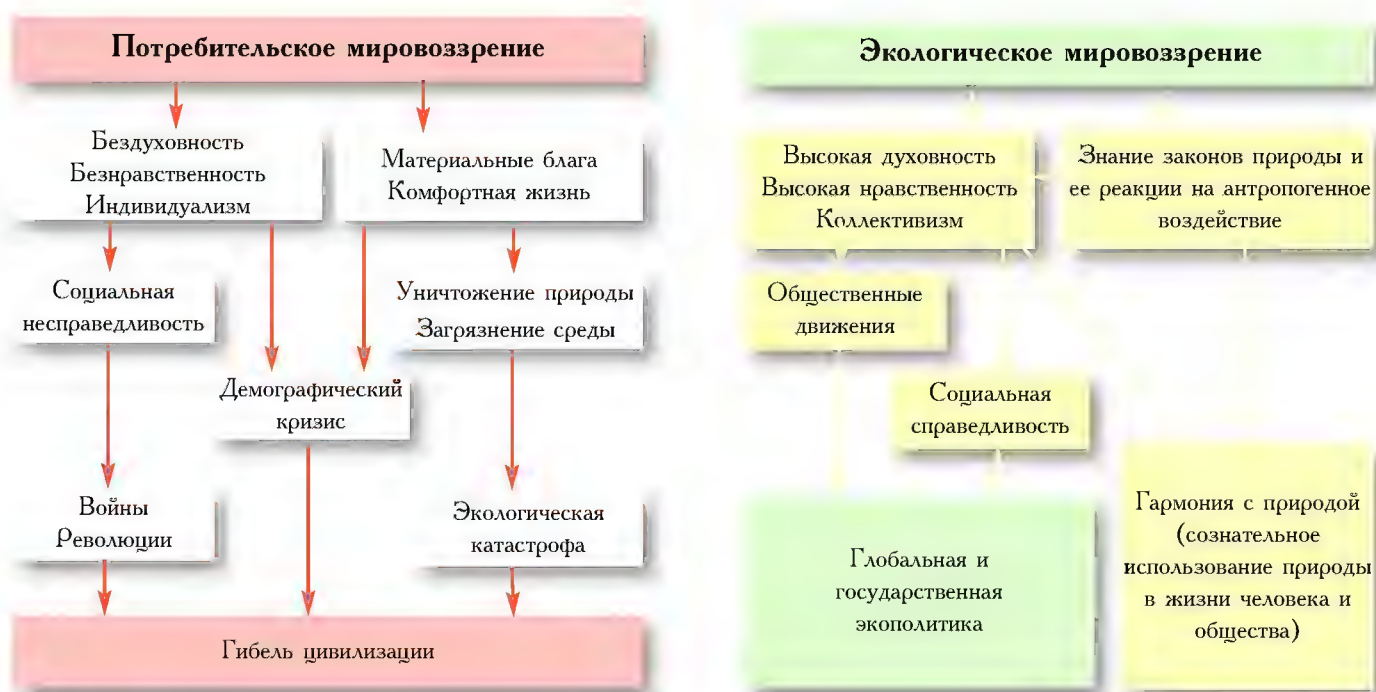 Потребительское мировоззрение
Бездуховность
Безнравственность
Индивидуализм
Материальные блага
Комфортная жизнь
Социальная
несправедливость
Уничтожение природы
Загрязнение среды
Демографический
кризис
Войны
Революции
Экологическая
катастрофа
Гибель цивилизации
Экологическое мировоззрение
Высокая духовность
Высокая нравственность
Коллективизм
Знание законов природы и
ее реакции на антропогенное
воздействие
Общественные
движения
Социальная
справедливость
Глобальная и
государственная
экополитика
Гармония с природой
(сознательное
использование природы
в жизни человека и
общества)